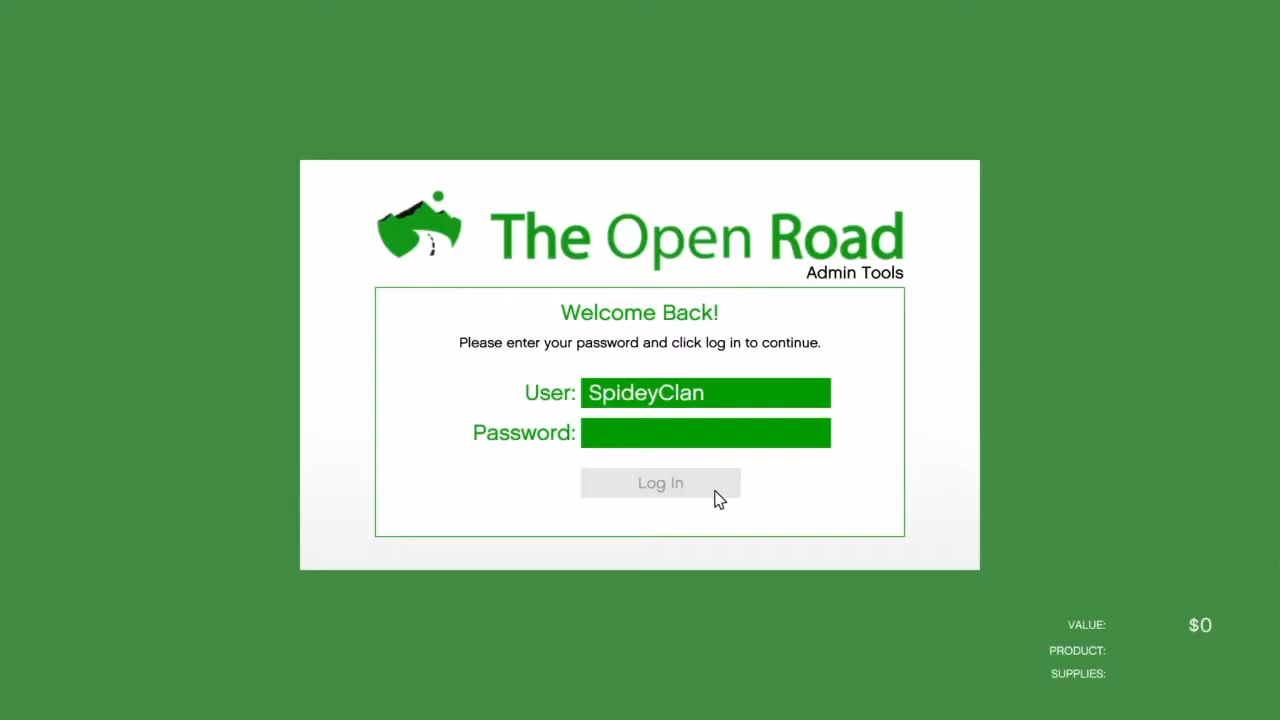 The Open Road
Admin Tools
Welcome Back!
Please enter your password and click log in to continue.
User: SpideyClan
Password:
Log In
VALUE: $0
PRODUCT:
SUPPLIES: